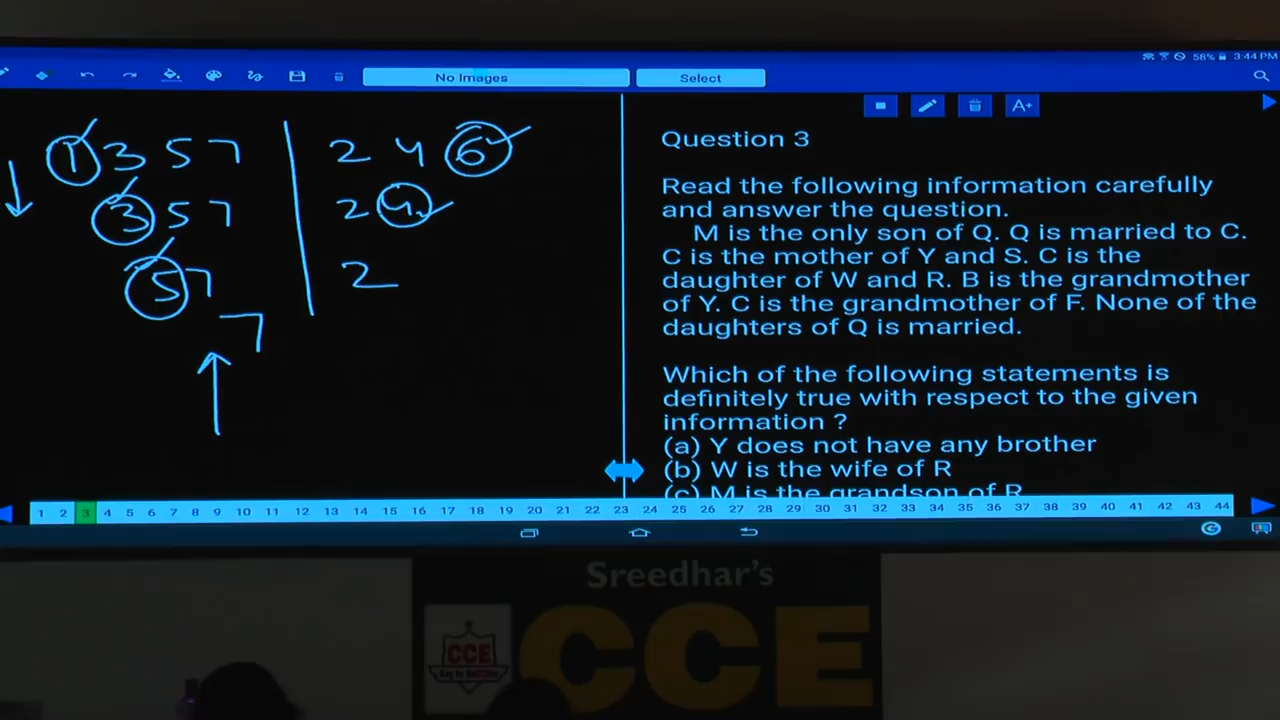 58% 3:44 PM
No Images Select
A+
1 3 5 7 2 4 6
3 5 7 2 4
5 7 2
7
Question 3
Read the following information carefully
and answer the question.
M is the only son of Q. Q is married to C.
C is the mother of Y and S. C is the
daughter of W and R. B is the grandmother
of Y. C is the grandmother of F. None of the
daughters of Q is married.
Which of the following statements is
definitely true with respect to the given
information ?
(a) Y does not have any brother
(b) W is the wife of R
(c) M is the grandson of R
1 2 3 4 5 6 7 8 9 10 11 12 13 14 15 16 17 18 19 20 21 22 23 24 25 26 27 28 29 30 31 32 33 34 35 36 37 38 39 40 41 42 43 44
Sreedhar's
CCE
CCE